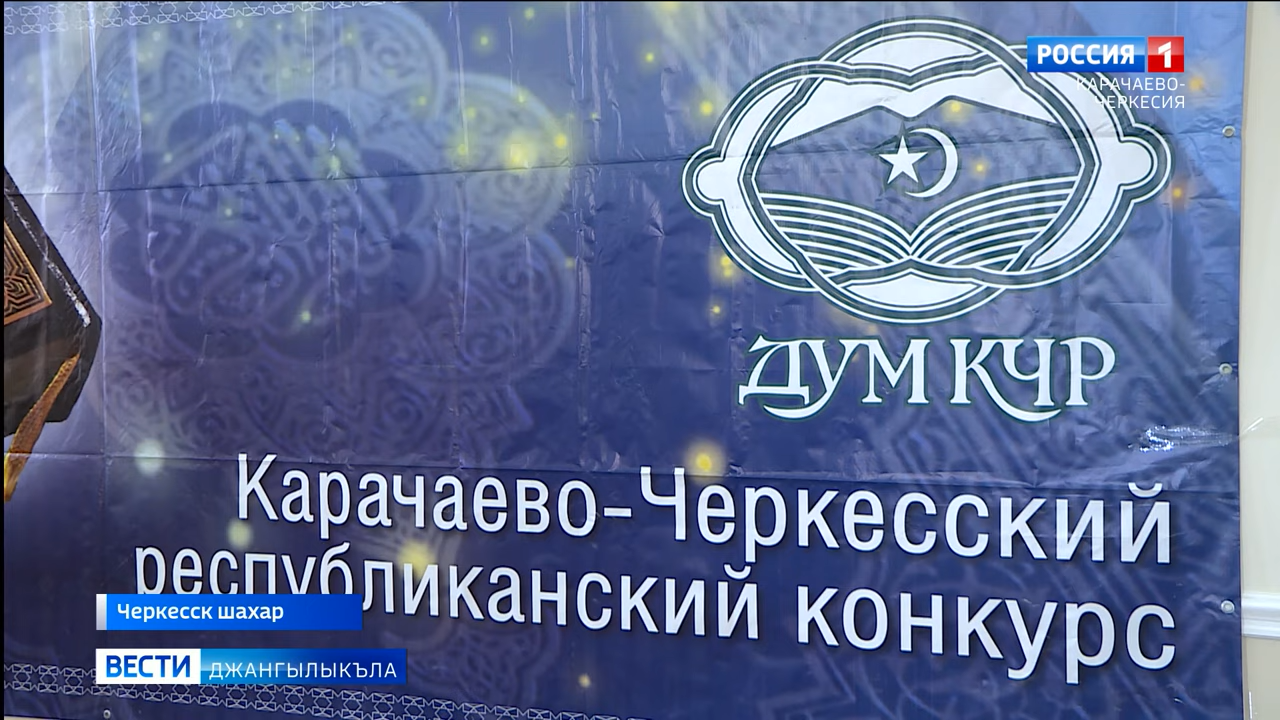 РОССИЯ 1
КАРАЧАЕВО-
ЧЕРКЕСИЯ
ДУМ КЧР
Карачаево-Черкесский
республиканский конкурс
Черкесск шахар
ВЕСТИ ДЖАНГЫЛЫКЪЛА